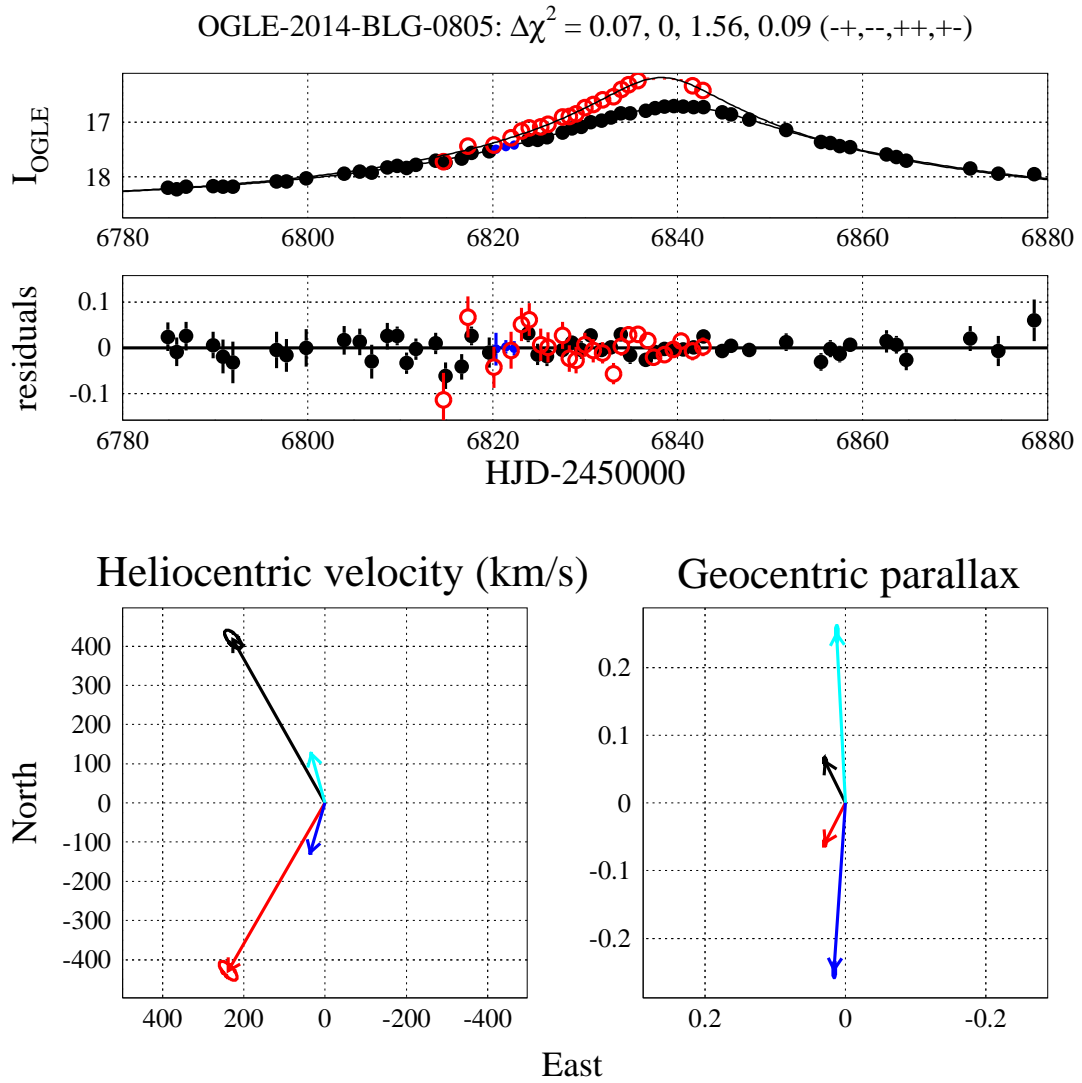 OGLE-2014-BLG-0805: Δχ² = 0.07, 0, 1.56, 0.09 (-+,--,++,+-)
I_OGLE
17
18
6780 6800 6820 6840 6860 6880
residuals
0.1
0
-0.1
6780 6800 6820 6840 6860 6880
HJD-2450000
Heliocentric velocity (km/s)
Geocentric parallax
North
400
300
200
100
0
-100
-200
-300
-400
400 200 0 -200 -400
0.2
0.1
0
-0.1
-0.2
0.2 0 -0.2
East